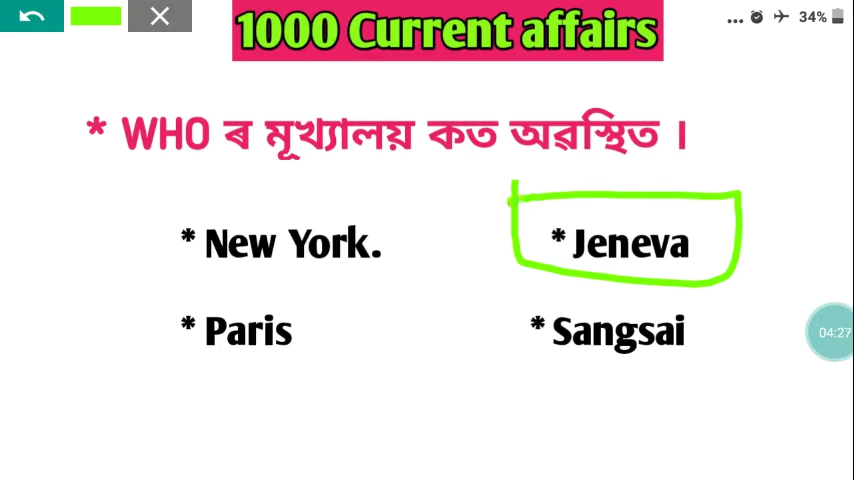 1000 Current affairs
... 34%
* WHO ৰ মূখ্যালয় কত অৱস্থিত ।
* New York. * Jeneva
* Paris * Sangsai
04:27